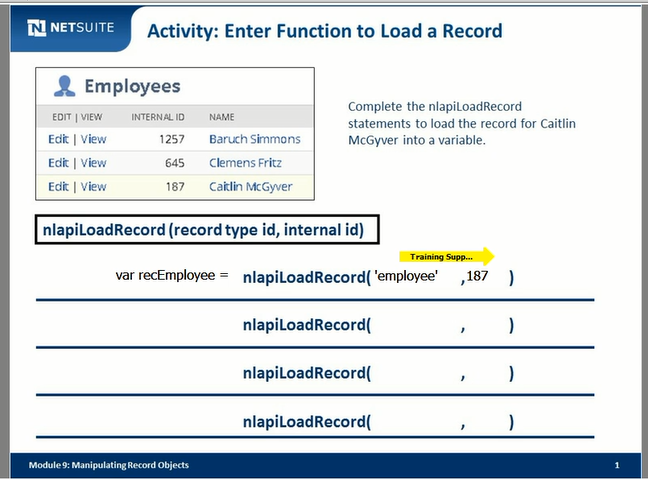 NETSUITE
Activity: Enter Function to Load a Record
Employees
EDIT | VIEW INTERNAL ID NAME
Edit | View 1257 Baruch Simmons
Edit | View 645 Clemens Fritz
Edit | View 187 Caitlin McGyver
Complete the nlapiLoadRecord
statements to load the record for Caitlin
McGyver into a variable.
nlapiLoadRecord (record type id, internal id)
Training Supp...
var recEmployee = nlapiLoadRecord( 'employee' ,187 )
nlapiLoadRecord( , )
nlapiLoadRecord( , )
nlapiLoadRecord( , )
Module 9: Manipulating Record Objects 1